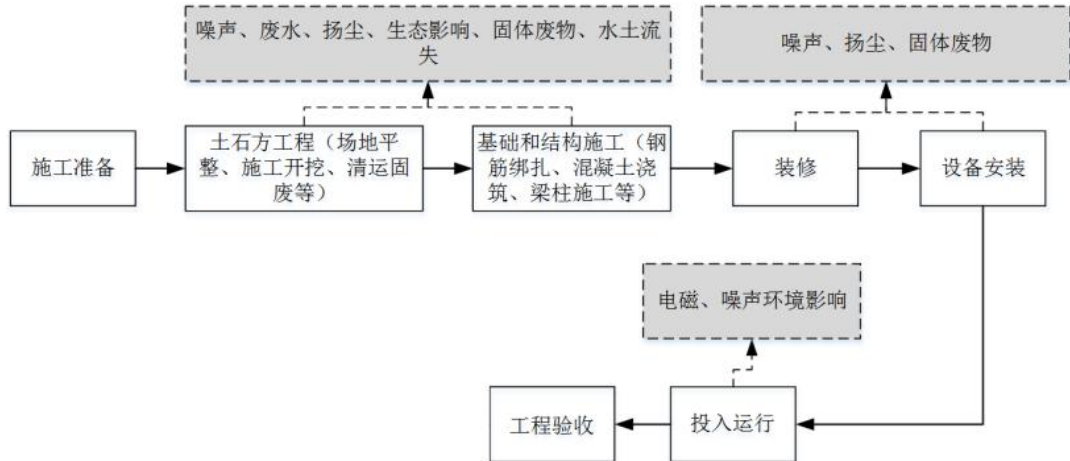 噪声、废水、扬尘、生态影响、固体废物、水土流
失
噪声、扬尘、固体废物
施工准备
土石方工程（场地平
整、施工开挖、清运固
废等）
基础和结构施工（钢
筋绑扎、混凝土浇
筑、梁柱施工等）
装修
设备安装
电磁、噪声环境影响
工程验收
投入运行